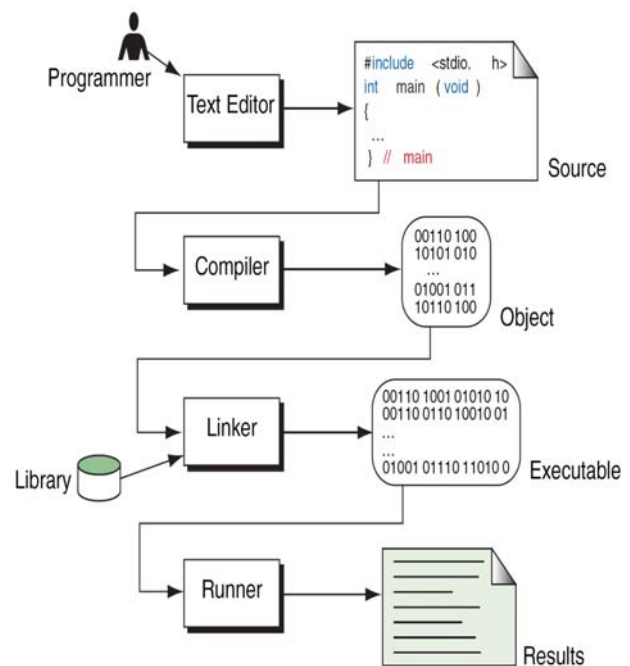 Programmer
Text Editor
#include <stdio. h>
int main (void)
{
...
} // main
Source
Compiler
00110 100
10101 010
...
01001 011
10110 100
Object
Linker
Library
00110 1001 01010 10
00110 0110 10010 01
...
...
01001 01110 11010 0
Executable
Runner
Results